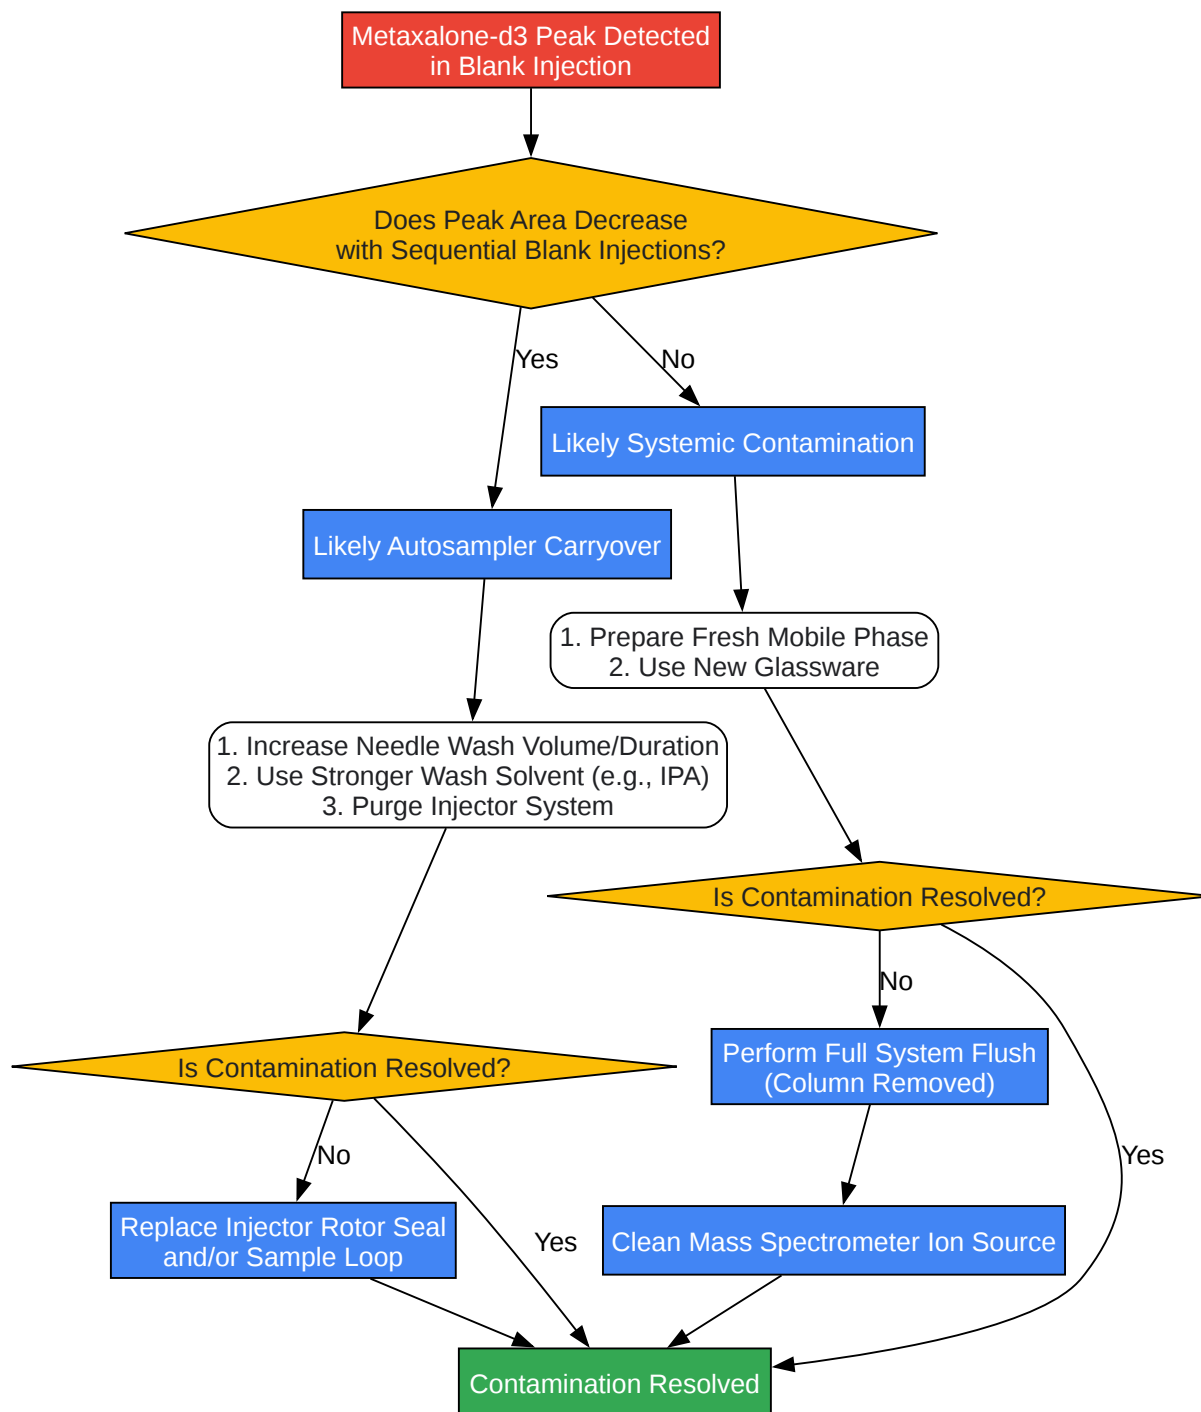 Metaxalone-d3 Peak Detected
in Blank Injection
Does Peak Area Decrease
with Sequential Blank Injections?
Yes
No
Likely Systemic Contamination
Likely Autosampler Carryover
1. Prepare Fresh Mobile Phase
2. Use New Glassware
1. Increase Needle Wash Volume/Duration
2. Use Stronger Wash Solvent (e.g., IPA)
3. Purge Injector System
Is Contamination Resolved?
No
Perform Full System Flush
(Column Removed)
Is Contamination Resolved?
No
Yes
Replace Injector Rotor Seal
and/or Sample Loop
Yes
Clean Mass Spectrometer Ion Source
Contamination Resolved